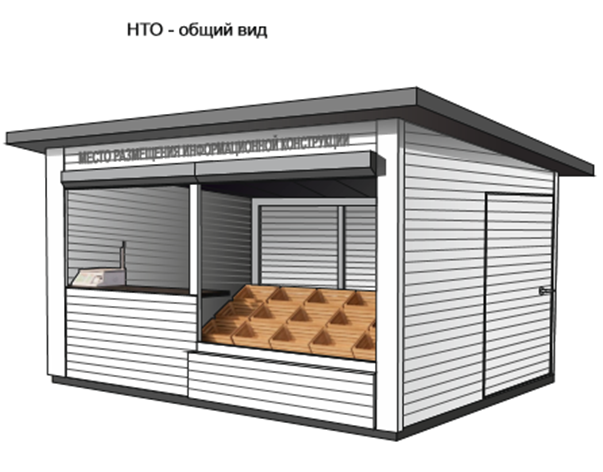 НТО - общий вид
МЕСТО РАЗМЕЩЕНИЯ ИНФОРМАЦИОННОЙ КОНСТРУКЦИИ